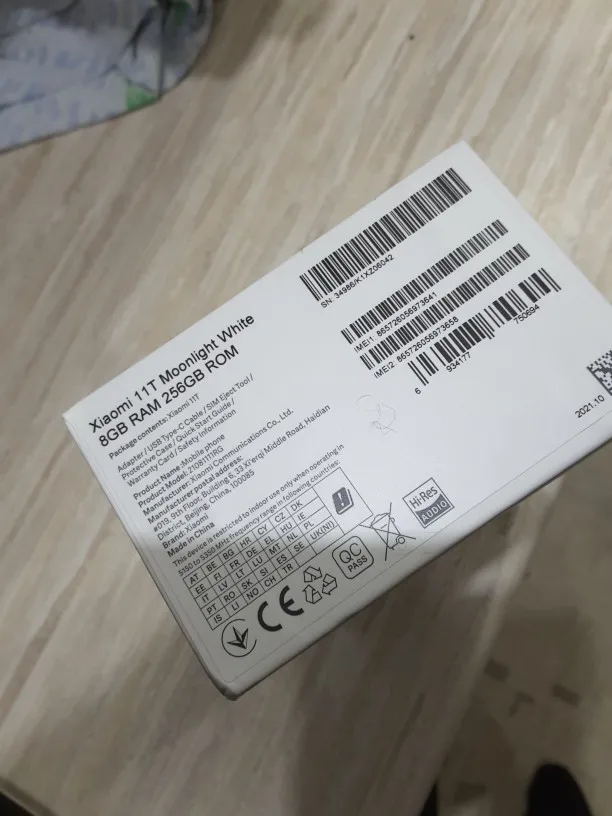 Xiaomi 11T Moonlight White
8GB RAM 256GB ROM
Package contents: Xiaomi 11T
Adapter / USB Type-C Cable / SIM Eject Tool /
Protective Case / Quick Start Guide /
Warranty Card / Safety Information
Product Name: Mobile phone
Product Model: 21081111RG
Manufacturer: Xiaomi Communications Co., Ltd.
Manufacturer postal address:
#019, 9th Floor, Building 6, 33 Xi'erqi Middle Road, Haidian
District, Beijing, China, 100085
Brand: Xiaomi
Made in China
This device is restricted to indoor use only when operating in
5150 to 5350 MHz frequency range in following countries:
AT BE BG HR CY CZ DK
EE FI FR DE EL HU IE
IT LV LT LU MT NL PL
PT RO SK SI ES SE UK(NI)
IS LI NO CH TR
CE
QC
PASS
Hi-Res
AUDIO
SN: 34986/K1XZ06042
IMEI1: 865726056973641
IMEI2: 865726056973658
6 934177 750694
2021.10